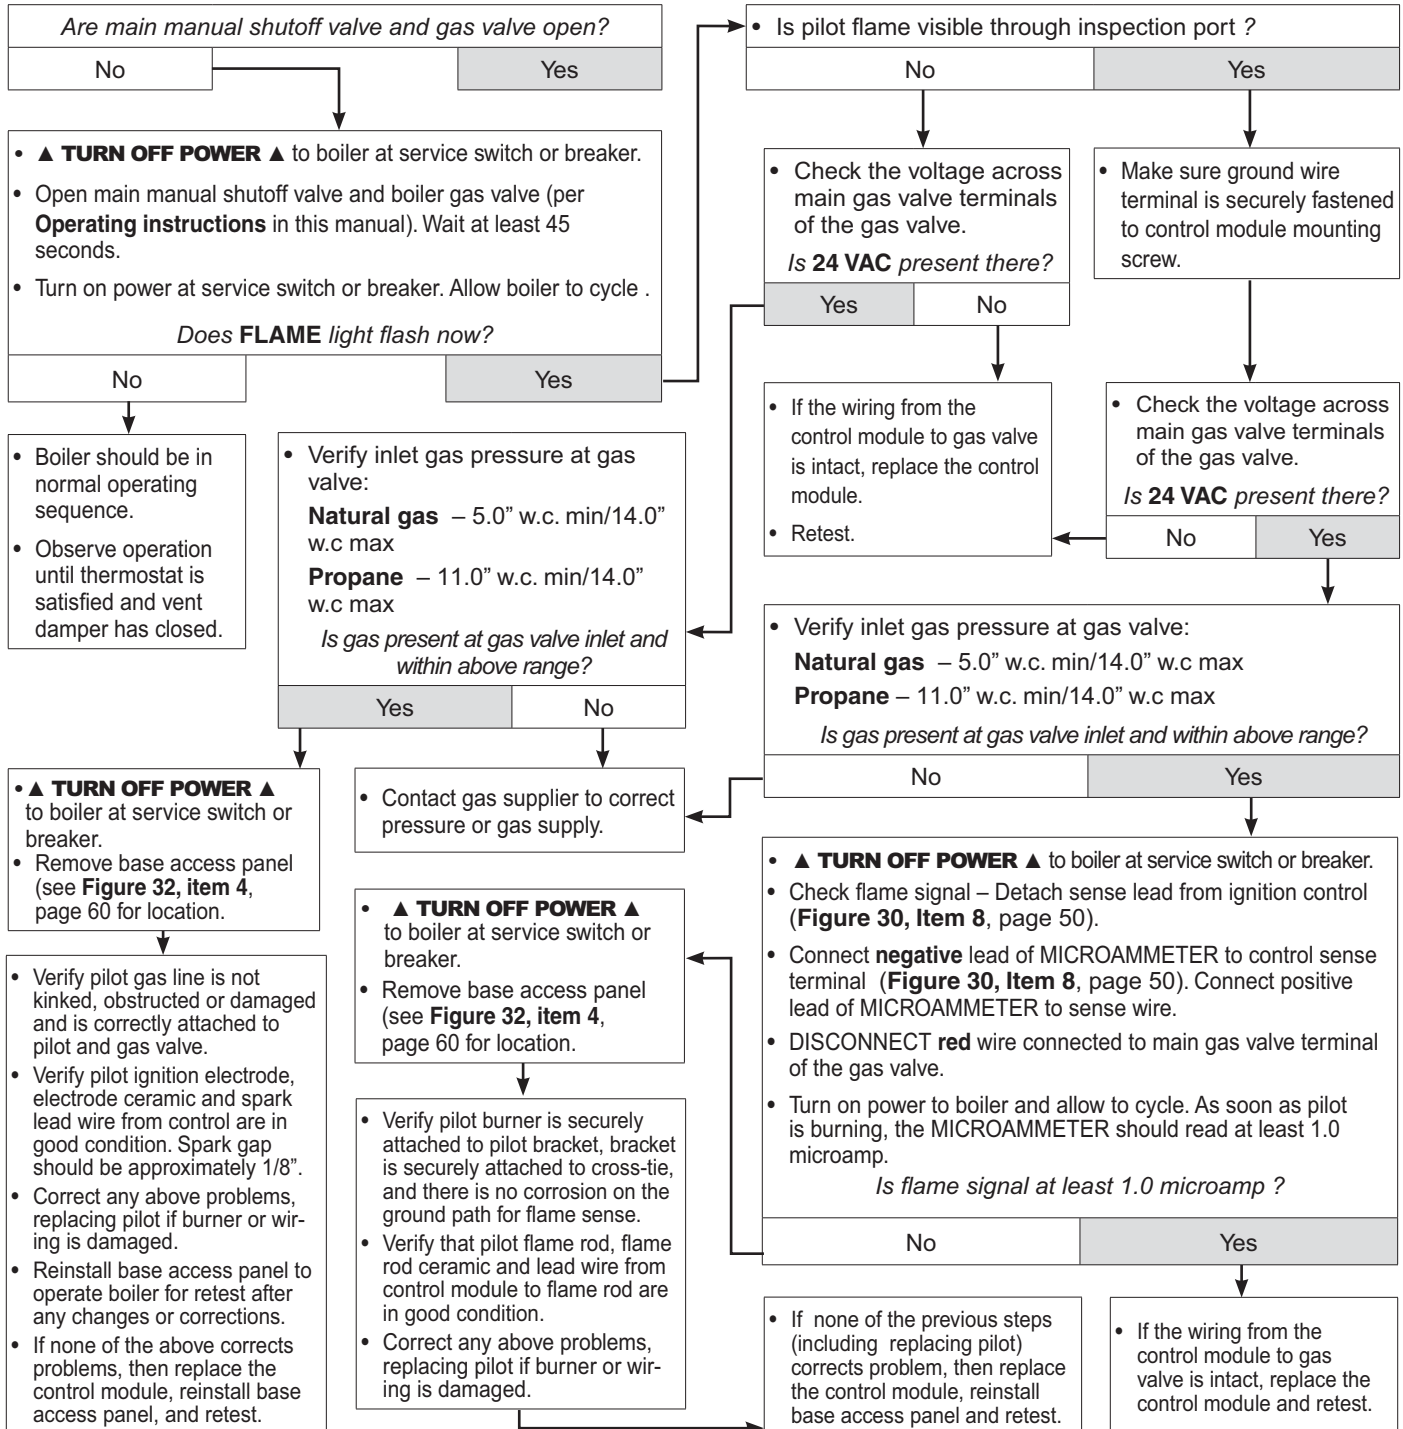 Are main manual shutoff valve and gas valve open?
No
Yes
• ▲ TURN OFF POWER ▲ to boiler at service switch or breaker.
• Open main manual shutoff valve and boiler gas valve (per
Operating instructions in this manual). Wait at least 45
seconds.
• Turn on power at service switch or breaker. Allow boiler to cycle .
Does FLAME light flash now?
No
Yes
• Boiler should be in
normal operating
sequence.
• Observe operation
until thermostat is
satisfied and vent
damper has closed.
• Is pilot flame visible through inspection port ?
No
Yes
• Check the voltage across
main gas valve terminals
of the gas valve.
Is 24 VAC present there?
Yes
No
• Make sure ground wire
terminal is securely fastened
to control module mounting
screw.
• If the wiring from the
control module to gas valve
is intact, replace the control
module.
• Retest.
• Check the voltage across
main gas valve terminals
of the gas valve.
Is 24 VAC present there?
No
Yes
• Verify inlet gas pressure at gas
valve:
Natural gas – 5.0” w.c. min/14.0”
w.c max
Propane – 11.0” w.c. min/14.0”
w.c max
Is gas present at gas valve inlet and
within above range?
Yes
No
• Verify inlet gas pressure at gas valve:
Natural gas – 5.0” w.c. min/14.0” w.c max
Propane – 11.0” w.c. min/14.0” w.c max
Is gas present at gas valve inlet and within above range?
No
Yes
• ▲ TURN OFF POWER ▲
to boiler at service switch or
breaker.
• Remove base access panel
(see Figure 32, item 4,
page 60 for location.
• Contact gas supplier to correct
pressure or gas supply.
• Verify pilot gas line is not
kinked, obstructed or damaged
and is correctly attached to
pilot and gas valve.
• Verify pilot ignition electrode,
electrode ceramic and spark
lead wire from control are in
good condition. Spark gap
should be approximately 1/8”.
• Correct any above problems,
replacing pilot if burner or wir-
ing is damaged.
• Reinstall base access panel to
operate boiler for retest after
any changes or corrections.
• If none of the above corrects
problems, then replace the
control module, reinstall base
access panel, and retest.
• ▲ TURN OFF POWER ▲
to boiler at service switch or
breaker.
• Remove base access panel
(see Figure 32, item 4,
page 60 for location.
• Verify pilot burner is securely
attached to pilot bracket, bracket
is securely attached to cross-tie,
and there is no corrosion on the
ground path for flame sense.
• Verify that pilot flame rod, flame
rod ceramic and lead wire from
control module to flame rod are
in good condition.
• Correct any above problems,
replacing pilot if burner or wir-
ing is damaged.
• ▲ TURN OFF POWER ▲ to boiler at service switch or breaker.
• Check flame signal – Detach sense lead from ignition control
(Figure 30, Item 8, page 50).
• Connect negative lead of MICROAMMETER to control sense
terminal (Figure 30, Item 8, page 50). Connect positive
lead of MICROAMMETER to sense wire.
• DISCONNECT red wire connected to main gas valve terminal
of the gas valve.
• Turn on power to boiler and allow to cycle. As soon as pilot
is burning, the MICROAMMETER should read at least 1.0
microamp.
Is flame signal at least 1.0 microamp ?
No
Yes
• If none of the previous steps
(including replacing pilot)
corrects problem, then replace
the control module, reinstall
base access panel and retest.
• If the wiring from the
control module to gas
valve is intact, replace the
control module and retest.